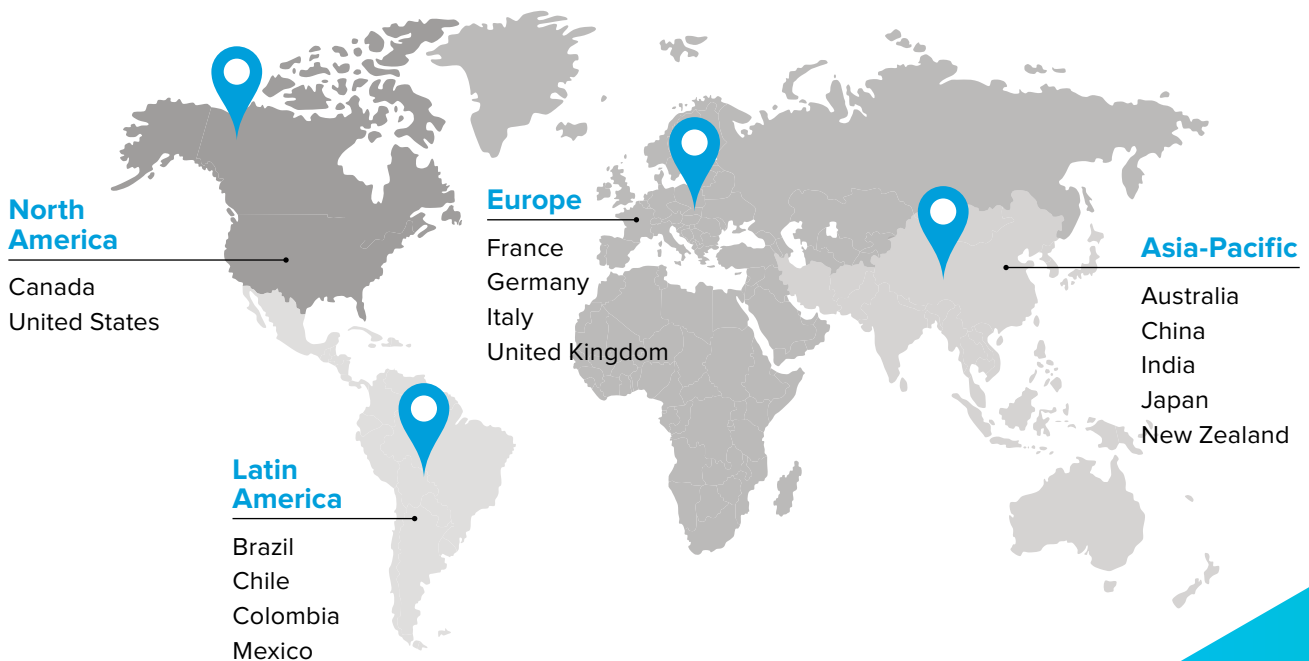 North
America
Canada
United States
Latin
America
Brazil
Chile
Colombia
Mexico
Europe
France
Germany
Italy
United Kingdom
Asia-Pacific
Australia
China
India
Japan
New Zealand